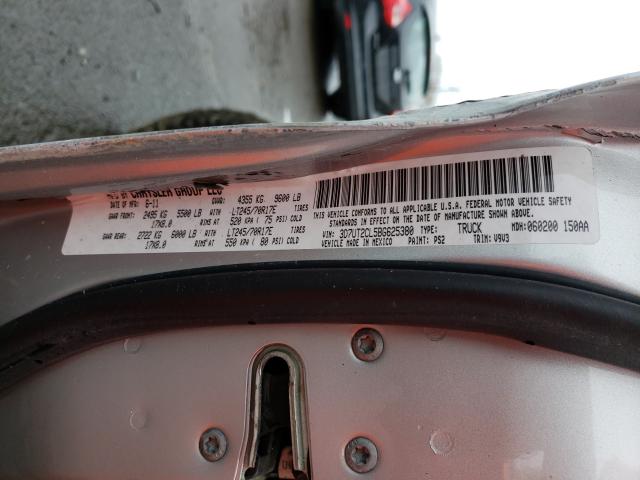 MFD BY CHRYSLER GROUP LLC
DATE OF MFR: 6-11 4355 KG 9600 LB
GAWR FRONT: 2495 KG 5500 LB LT245/70R17E TIRES
17X8.0 RIMS AT 520 KPA ( 75 PSI) COLD
GAWR REAR: 2722 KG 6000 LB LT245/70R17E TIRES
17X8.0 RIMS AT 550 KPA ( 80 PSI) COLD
THIS VEHICLE CONFORMS TO ALL APPLICABLE U.S.A. FEDERAL MOTOR VEHICLE SAFETY
STANDARDS IN EFFECT ON THE DATE OF MANUFACTURE SHOWN ABOVE.
VIN: 3D7UT2CL5BG625380 TYPE: TRUCK MDH: 060200 150AA
VEHICLE MADE IN MEXICO PAINT: PS2 TRIM: V9V3